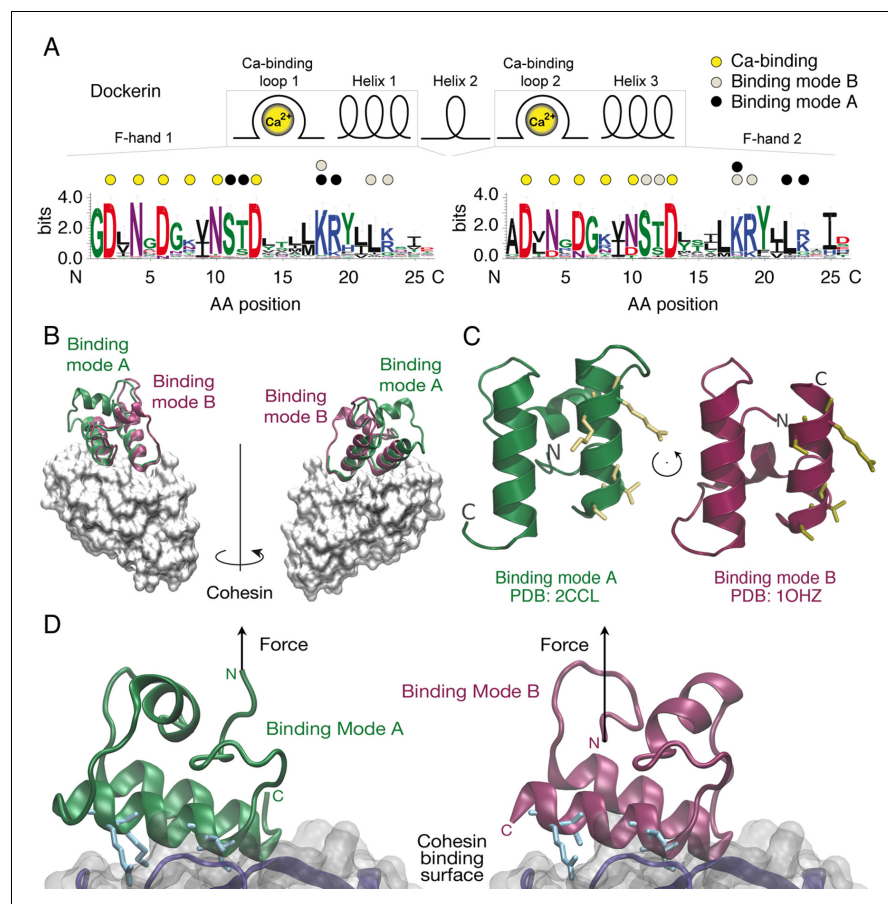 A
Ca-binding
loop 1
Helix 1
Helix 2
Ca-binding
loop 2
Helix 3
Ca-binding
Binding mode B
Binding mode A
Dockerin
Ca2+
Ca2+
F-hand 1
F-hand 2
bits
4.0
2.0
0.0
bits
4.0
2.0
0.0
N 5 10 15 20 25 C
N 5 10 15 20 25 C
AA position
AA position
B
Binding
mode A
Binding
mode B
Binding
mode B
Binding
mode A
Cohesin
C
N
C
C
N
Binding mode A
PDB: 2CCL
Binding mode B
PDB: 1OHZ
D
Force
N
Binding Mode A
C
Force
Binding Mode B
N
C
Cohesin
binding
surface